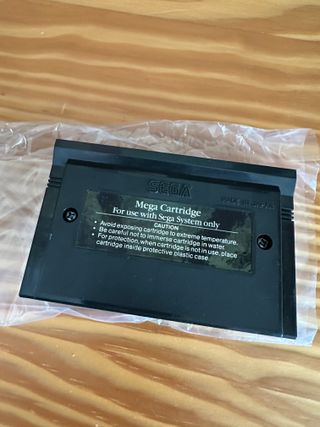 SEGA
MADE IN JAPAN
Mega Cartridge
For use with Sega System only
CAUTION
• Avoid exposing cartridge to extreme temperature.
• Be careful not to immerse cartridge in water.
• For protection, when cartridge is not in use, place
cartridge inside protective plastic case.